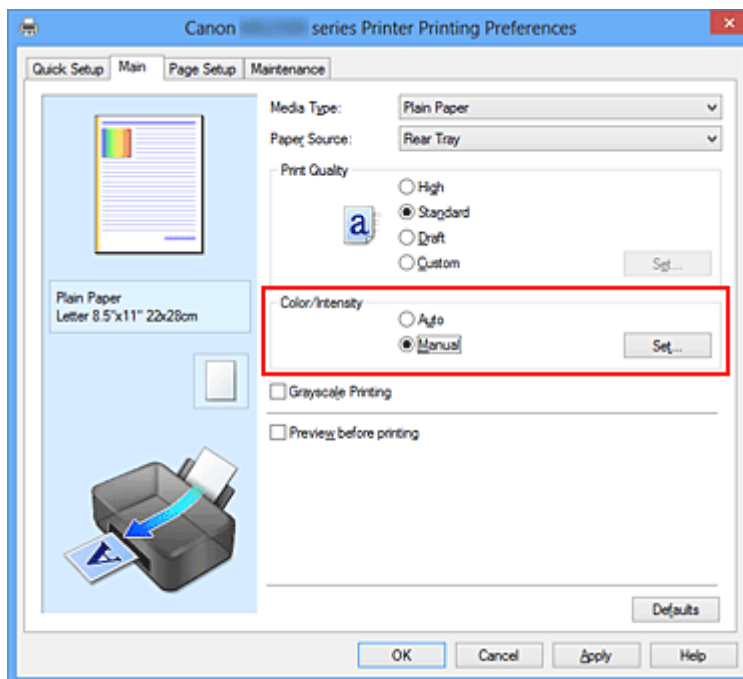 Canon series Printer Printing Preferences
Quick Setup Main Page Setup Maintenance
Media Type: Plain Paper
Paper Source: Rear Tray
Print Quality
High
a Standard
Draft
Custom Set...
Plain Paper
Letter 8.5"x11" 22x28cm
Color/Intensity
Auto
Manual Set...
Grayscale Printing
Preview before printing
A
Defaults
OK Cancel Apply Help